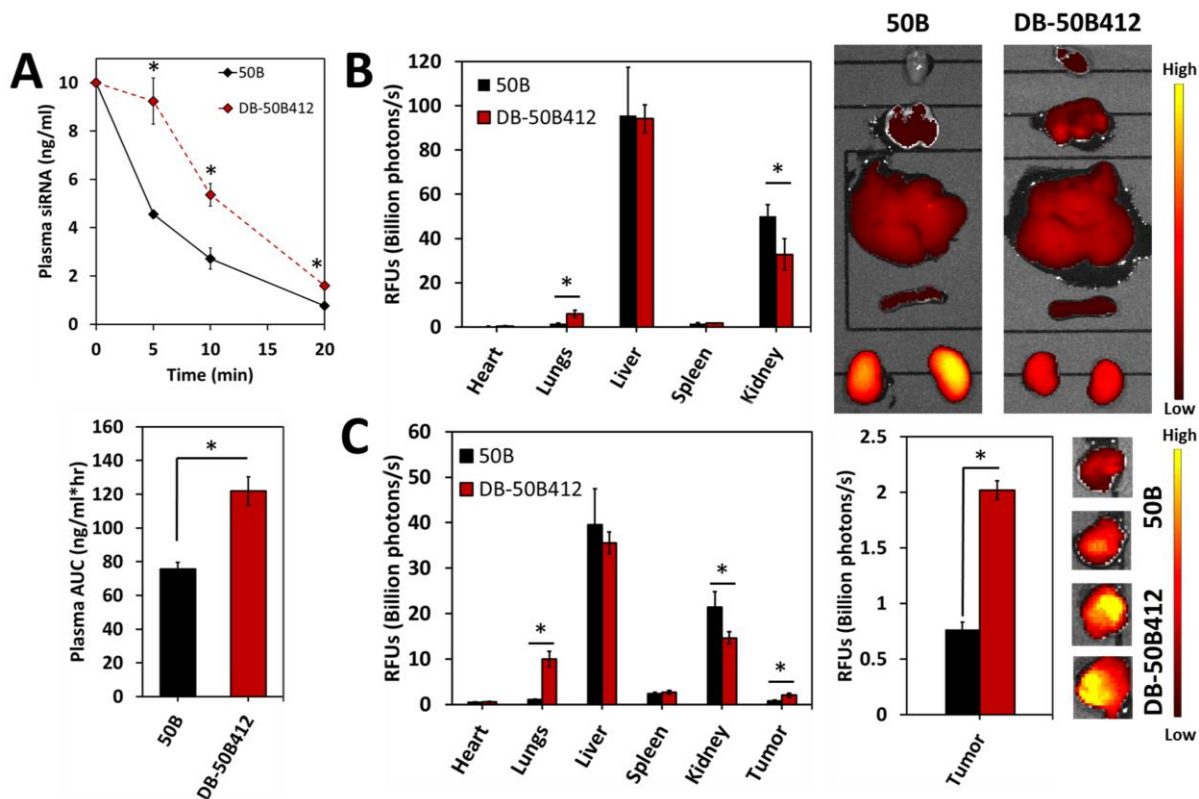 A
Plasma siRNA (ng/ml)
10
8
6
4
2
0
* * *
50B
DB-50B412
0 5 10 20
Time (min)
Plasma AUC (ng/ml*hr)
160
140
120
100
80
60
40
20
0
*
50B
DB-50B412
B
RFUs (Billion photons/s)
120
100
80
60
40
20
0
50B
DB-50B412
* *
Heart Lungs Liver Spleen Kidney
50B DB-50B412
High
Low
C
RFUs (Billion photons/s)
60
50
40
30
20
10
0
50B
DB-50B412
* * *
Heart Lungs Liver Spleen Kidney Tumor
RFUs (Billion photons/s)
2.5
2
1.5
1
0.5
0
*
Tumor
50B
DB-50B412
High
Low